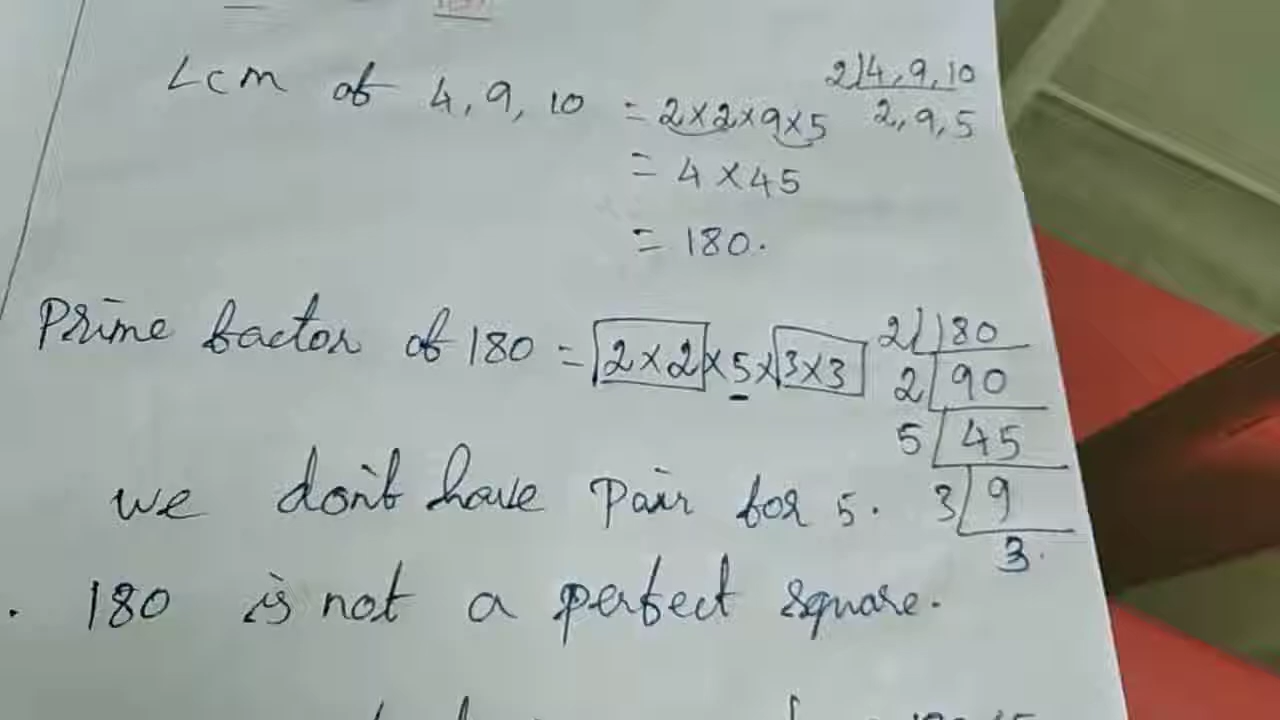 LCM of 4, 9, 10 = 2×2×9×5
2 4, 9, 10
2, 9, 5
= 4 × 45
= 180.
Prime factor of 180 = 2×2 × 5 × 3×3
2 180
2 90
5 45
3 9
3.
we don't have Pair for 5.
. 180 is not a perfect square.